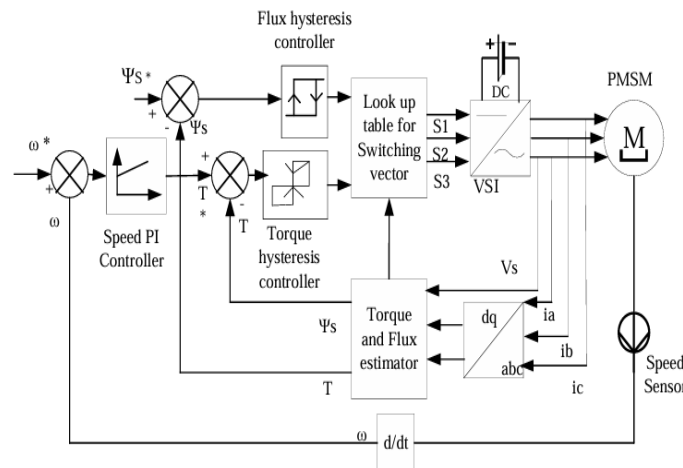 Flux hysteresis
controller
Ψs *
+
-
Ψs
+ -
DC
PMSM
Look up
table for
Switching
vector
S1
S2
S3
VSI
M
ω*
+
ω
Speed PI
Controller
+
T
*
-
T
Torque
hysteresis
controller
Vs
Ψs
Torque
and Flux
estimator
T
dq
abc
ia
ib
ic
Speed
Sensor
ω
d/dt